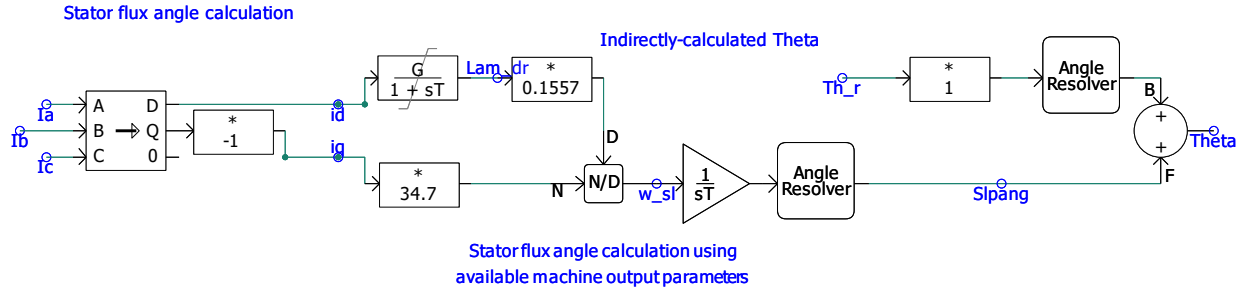 Stator flux angle calculation
Indirectly-calculated Theta
G
1 + sT
Lam_dr
*
0.1557
Th_r
*
1
Angle
Resolver
B
+
+
Theta
F
Ia
Ib
Ic
A
B
C
D
Q
0
*
-1
id
iq
*
34.7
D
N
N/D
w_sl
1
sT
Angle
Resolver
Slpang
Stator flux angle calculation using
available machine output parameters